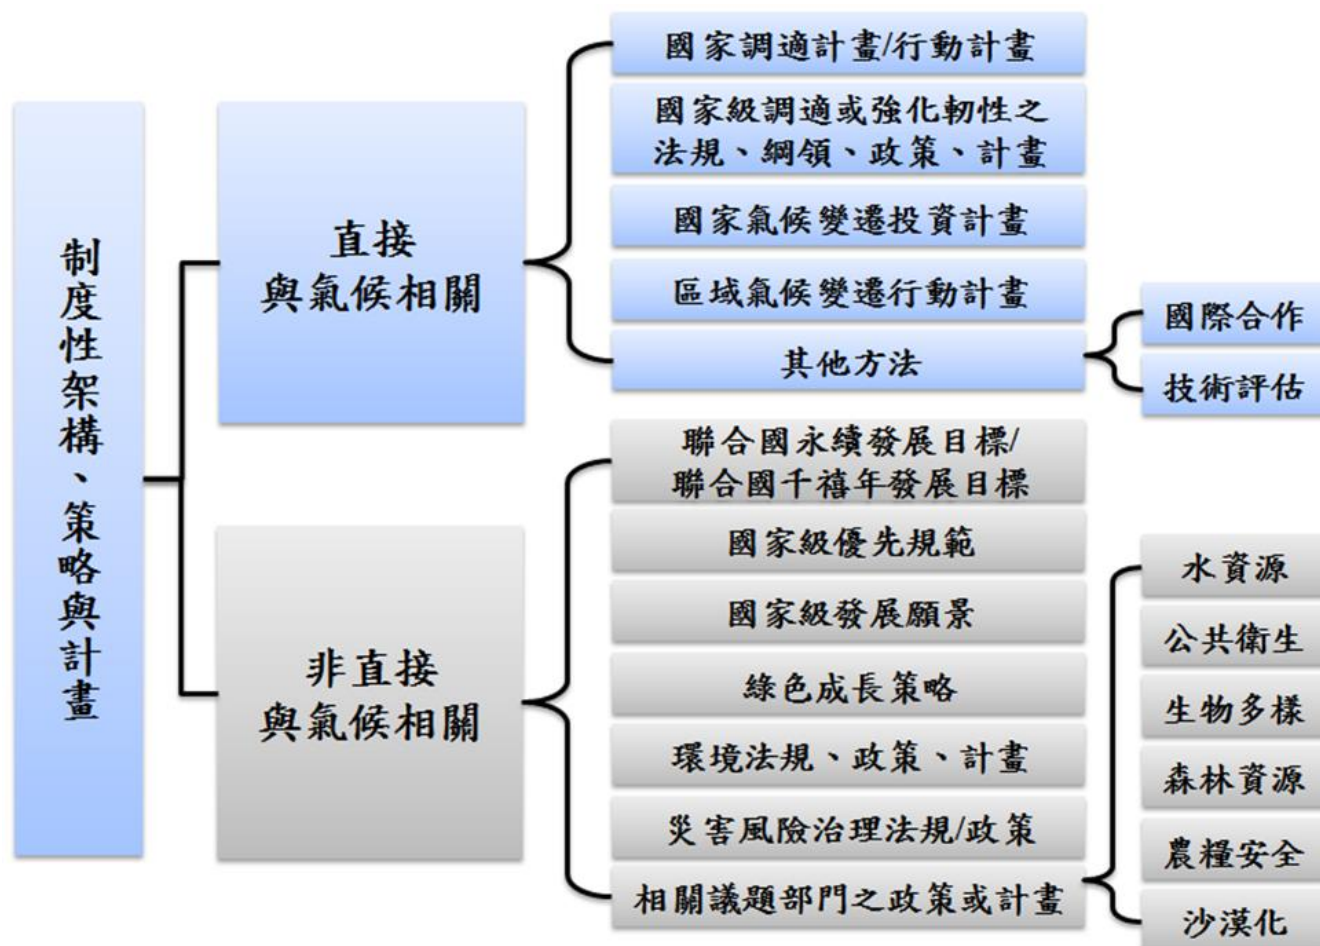 制度性架構、策略與計畫
直接
與氣候相關
國家調適計畫/行動計畫
國家級調適或強化韌性之
法規、綱領、政策、計畫
國家氣候變遷投資計畫
區域氣候變遷行動計畫
其他方法
國際合作
技術評估
非直接
與氣候相關
聯合國永續發展目標/
聯合國千禧年發展目標
國家級優先規範
國家級發展願景
綠色成長策略
環境法規、政策、計畫
災害風險治理法規/政策
相關議題部門之政策或計畫
水資源
公共衛生
生物多樣
森林資源
農糧安全
沙漠化